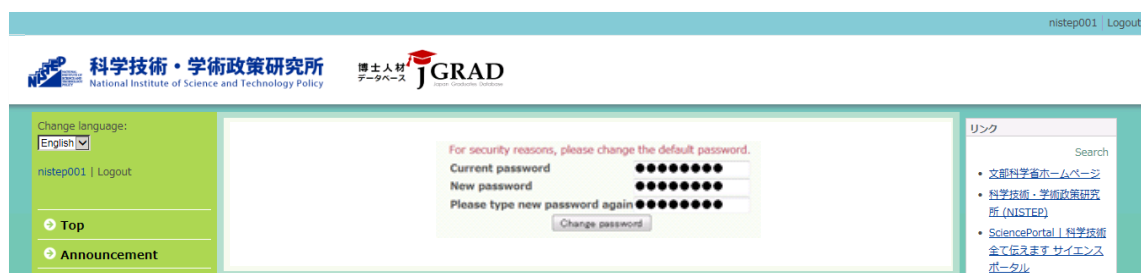 nistep001 | Logout
科学技術・学術政策研究所
National Institute of Science and Technology Policy
博士人材
データベース
JGRAD
Japan Graduates Database
NISTEP
Change language:
English
nistep001 | Logout
Top
Announcement
For security reasons, please change the default password.
Current password ●●●●●●●●
New password ●●●●●●●●
Please type new password again ●●●●●●●●
Change password
リンク
Search
• 文部科学省ホームページ
• 科学技術・学術政策研究
所 (NISTEP)
• SciencePortal | 科学技術
全て伝えます サイエンス
ポータル